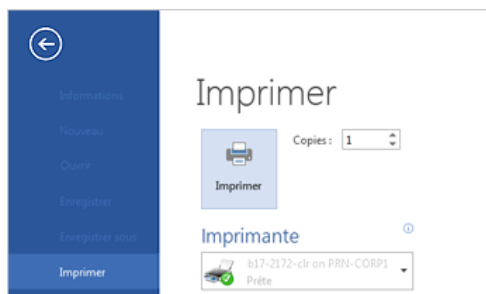 Informations
Nouveau
Ouvrir
Enregistrer
Enregistrer sous
Imprimer
Imprimer
Copies : 1
Imprimer
Imprimante
b17-2172-clr on PRN-CORP1
Prête